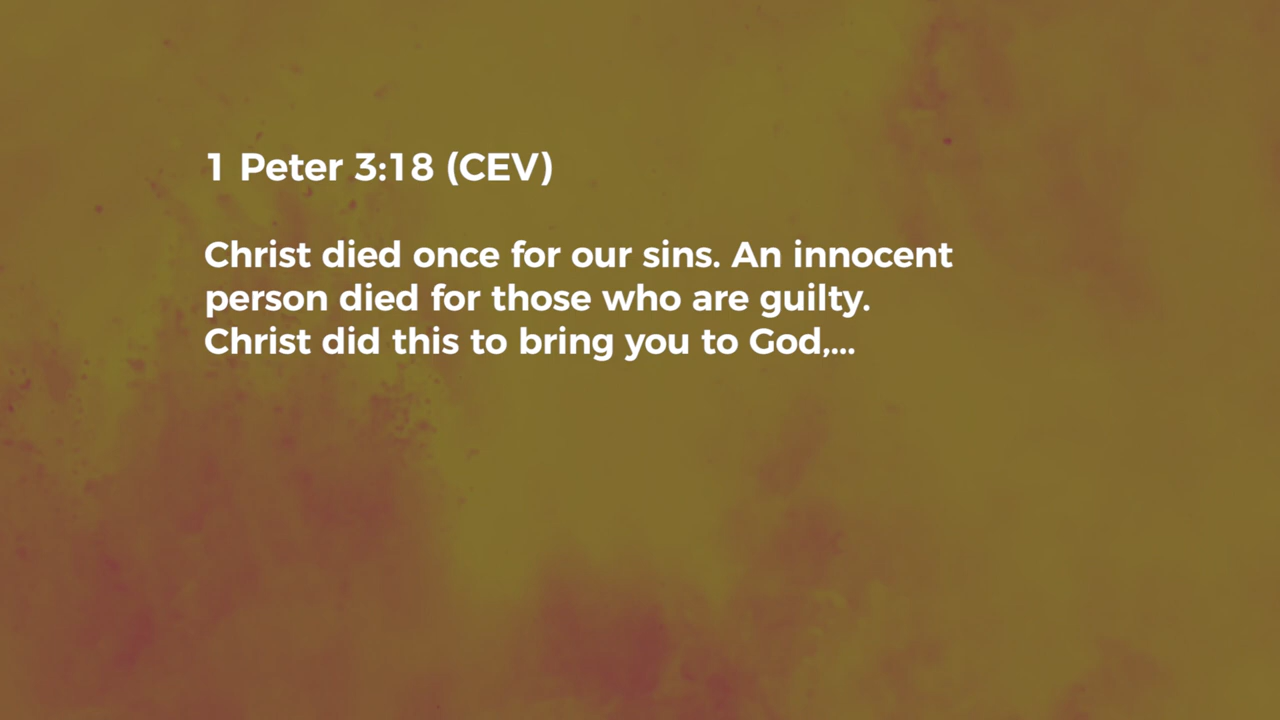 1 Peter 3:18 (CEV)
Christ died once for our sins. An innocent
person died for those who are guilty.
Christ did this to bring you to God,...